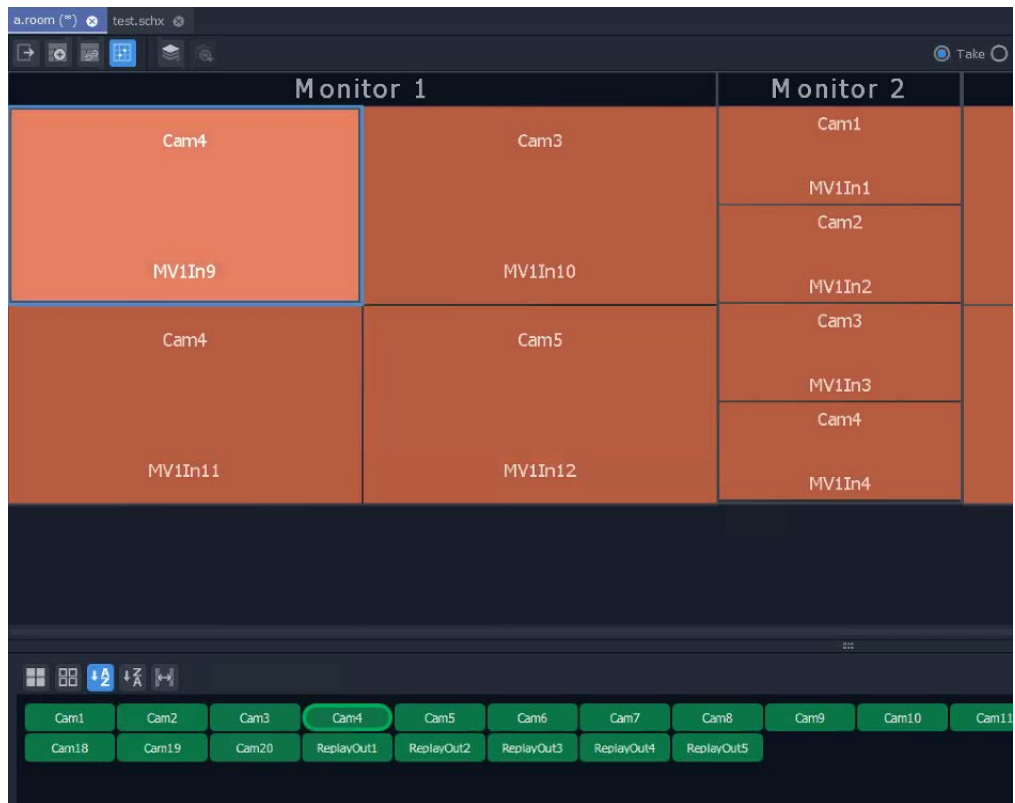 a.room (*) test.schx
Take
Monitor 1 Monitor 2
Cam4 Cam3 Cam1
MV1In1
Cam2
MV1In9 MV1In10
MV1In2
Cam4 Cam5 Cam3
MV1In3
Cam4
MV1In11 MV1In12
MV1In4
Cam1 Cam2 Cam3 Cam4 Cam5 Cam6 Cam7 Cam8 Cam9 Cam10 Cam11
Cam18 Cam19 Cam20 ReplayOut1 ReplayOut2 ReplayOut3 ReplayOut4 ReplayOut5